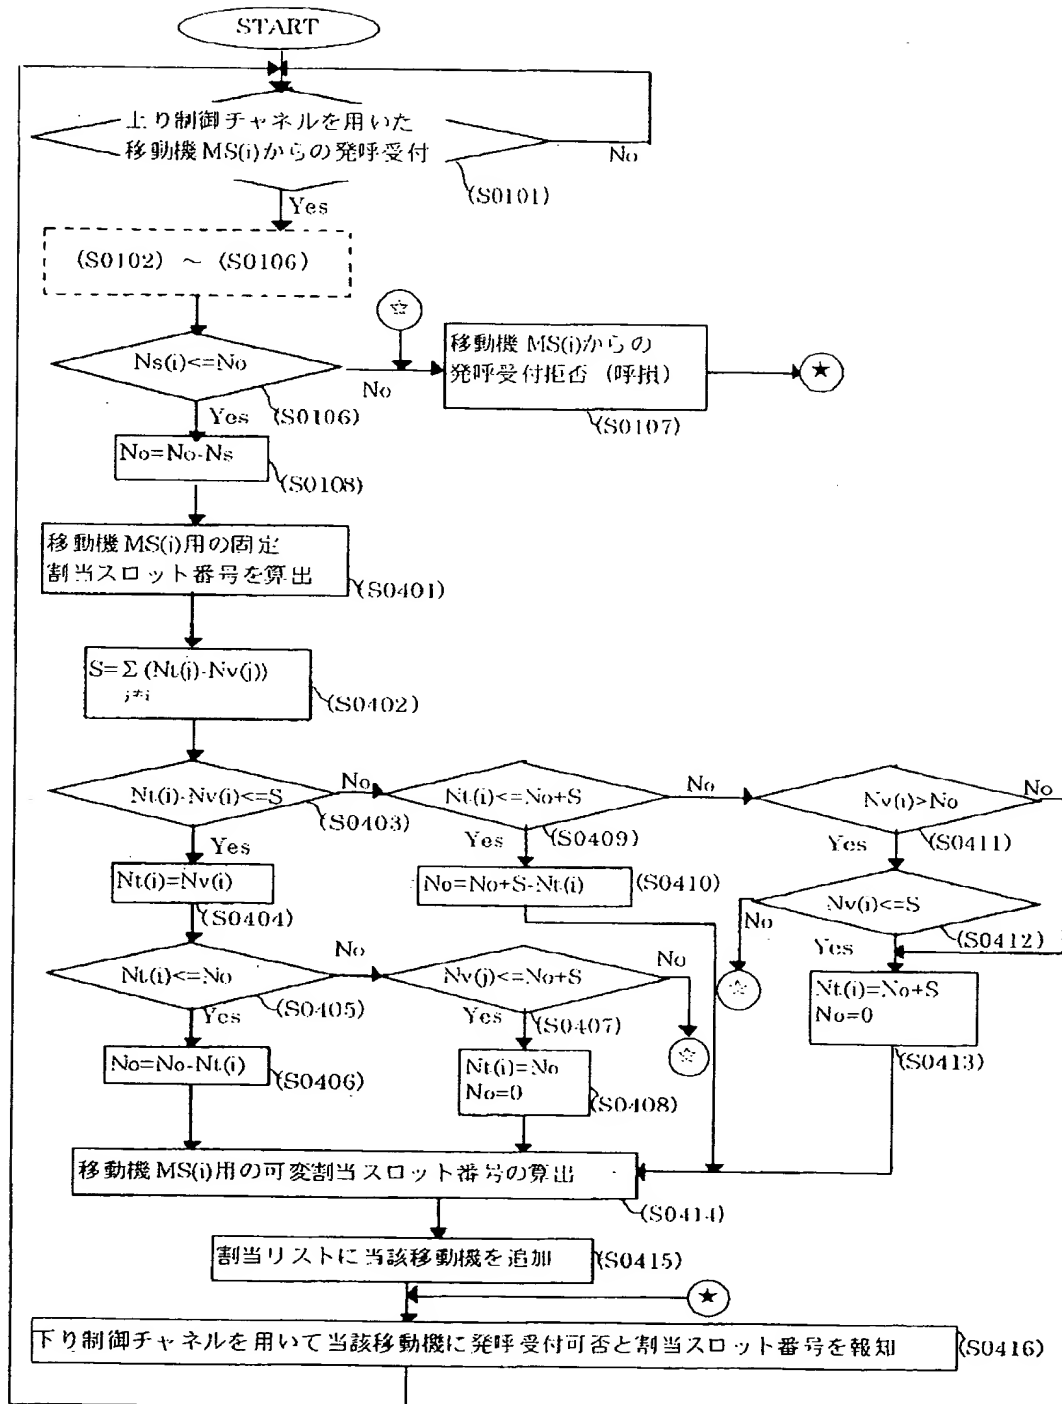 START
上り制御チャネルを用いた
移動機MS(i)からの発呼受付
No
(S0101)
Yes
(S0102) ～ (S0106)
☆
Ns(i)<=No
No
移動機MS(i)からの
発呼受付拒否（呼損）
★
Yes
(S0106)
(S0107)
No=No-Ns
(S0108)
移動機MS(i)用の固定
割当スロット番号を算出
(S0401)
S=Σ(Nt(j)-Nv(j))
j≠i
(S0402)
Nt(i)-Nv(i)<=S
No
(S0403)
Nt(i)<=No+S
No
(S0409)
Nv(i)>No
No
(S0411)
Yes
Yes
Yes
Nt(i)=Nv(i)
(S0404)
No=No+S-Nt(i)
(S0410)
Nv(i)<=S
No
(S0412)
Yes
☆
Nt(i)<=No
No
(S0405)
Nv(j)<=No+S
No
(S0407)
Yes
Yes
☆
Nt(i)=No+S
No=0
(S0413)
No=No-Nt(i)
(S0406)
Nt(i)=No
No=0
(S0408)
移動機MS(i)用の可変割当スロット番号の算出
(S0414)
割当リストに当該移動機を追加
(S0415)
★
下り制御チャネルを用いて当該移動機に発呼受付可否と割当スロット番号を報知
(S0416)